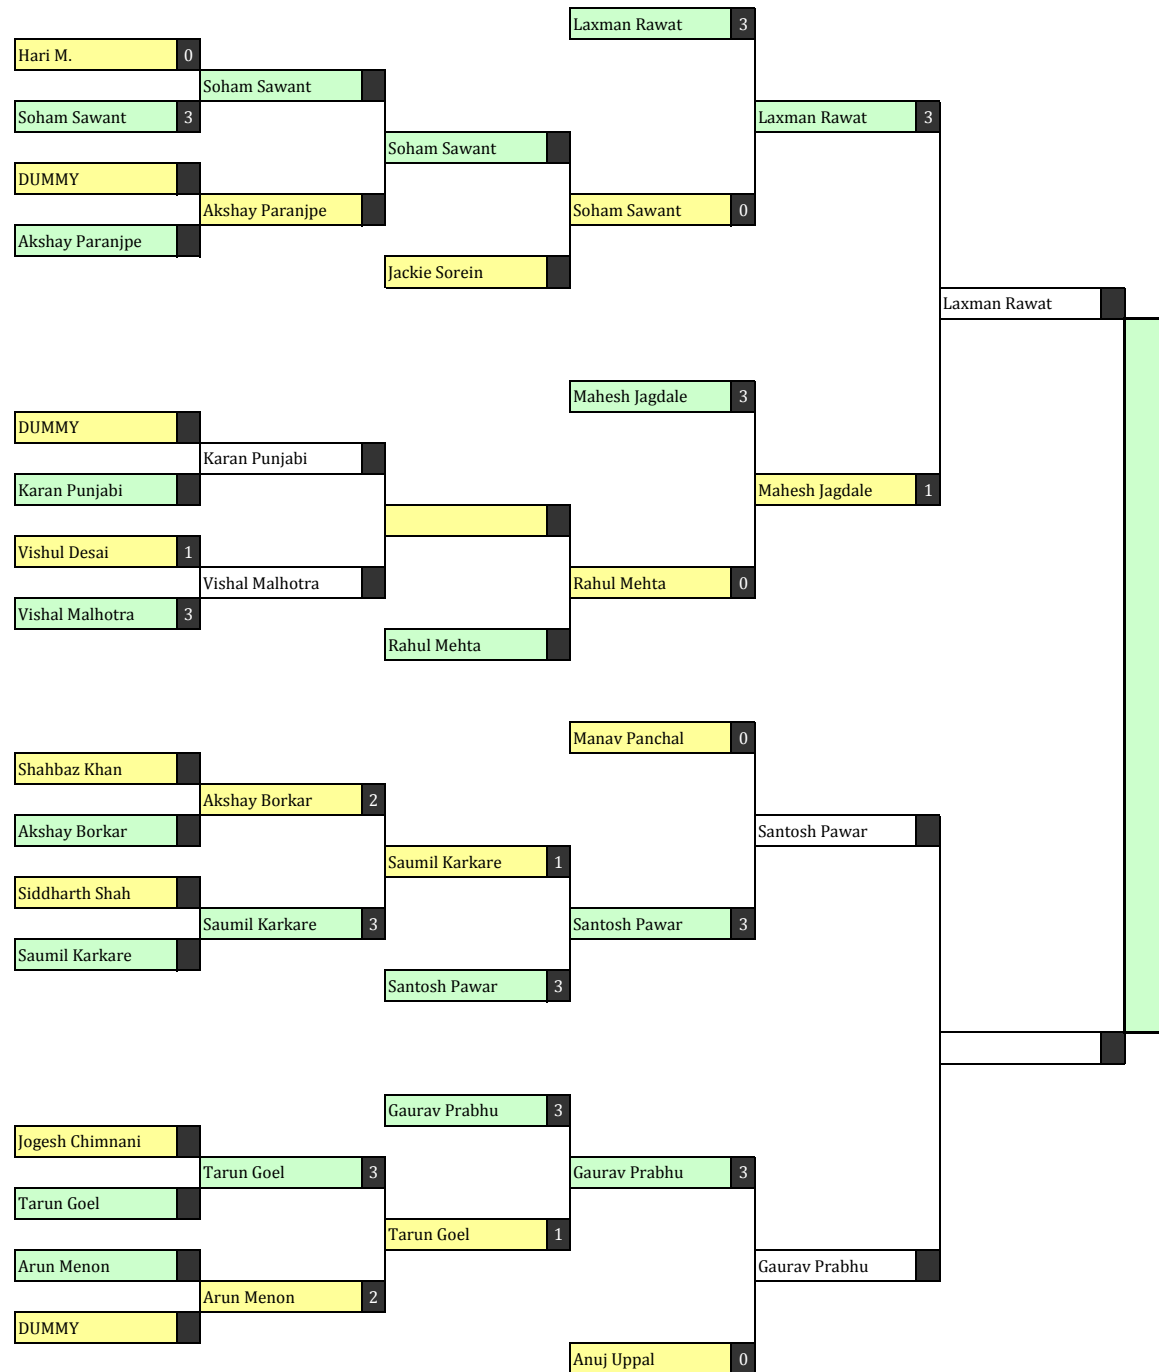 Laxman Rawat 3
Hari M. 0
Soham Sawant
Soham Sawant 3
Laxman Rawat 3
Soham Sawant
DUMMY
Akshay Paranjpe
Soham Sawant 0
Akshay Paranjpe
Jackie Sorein
Laxman Rawat
Mahesh Jagdale 3
DUMMY
Karan Punjabi
Karan Punjabi
Mahesh Jagdale 1
Vishul Desai 1
Vishal Malhotra
Rahul Mehta 0
Vishal Malhotra 3
Rahul Mehta
Manav Panchal 0
Shahbaz Khan
Akshay Borkar 2
Akshay Borkar
Santosh Pawar
Saumil Karkare 1
Siddharth Shah
Saumil Karkare 3
Santosh Pawar 3
Saumil Karkare
Santosh Pawar 3
Gaurav Prabhu 3
Jogesh Chimnani
Tarun Goel 3
Gaurav Prabhu 3
Tarun Goel
Tarun Goel 1
Arun Menon
Gaurav Prabhu
Arun Menon 2
DUMMY
Anuj Uppal 0